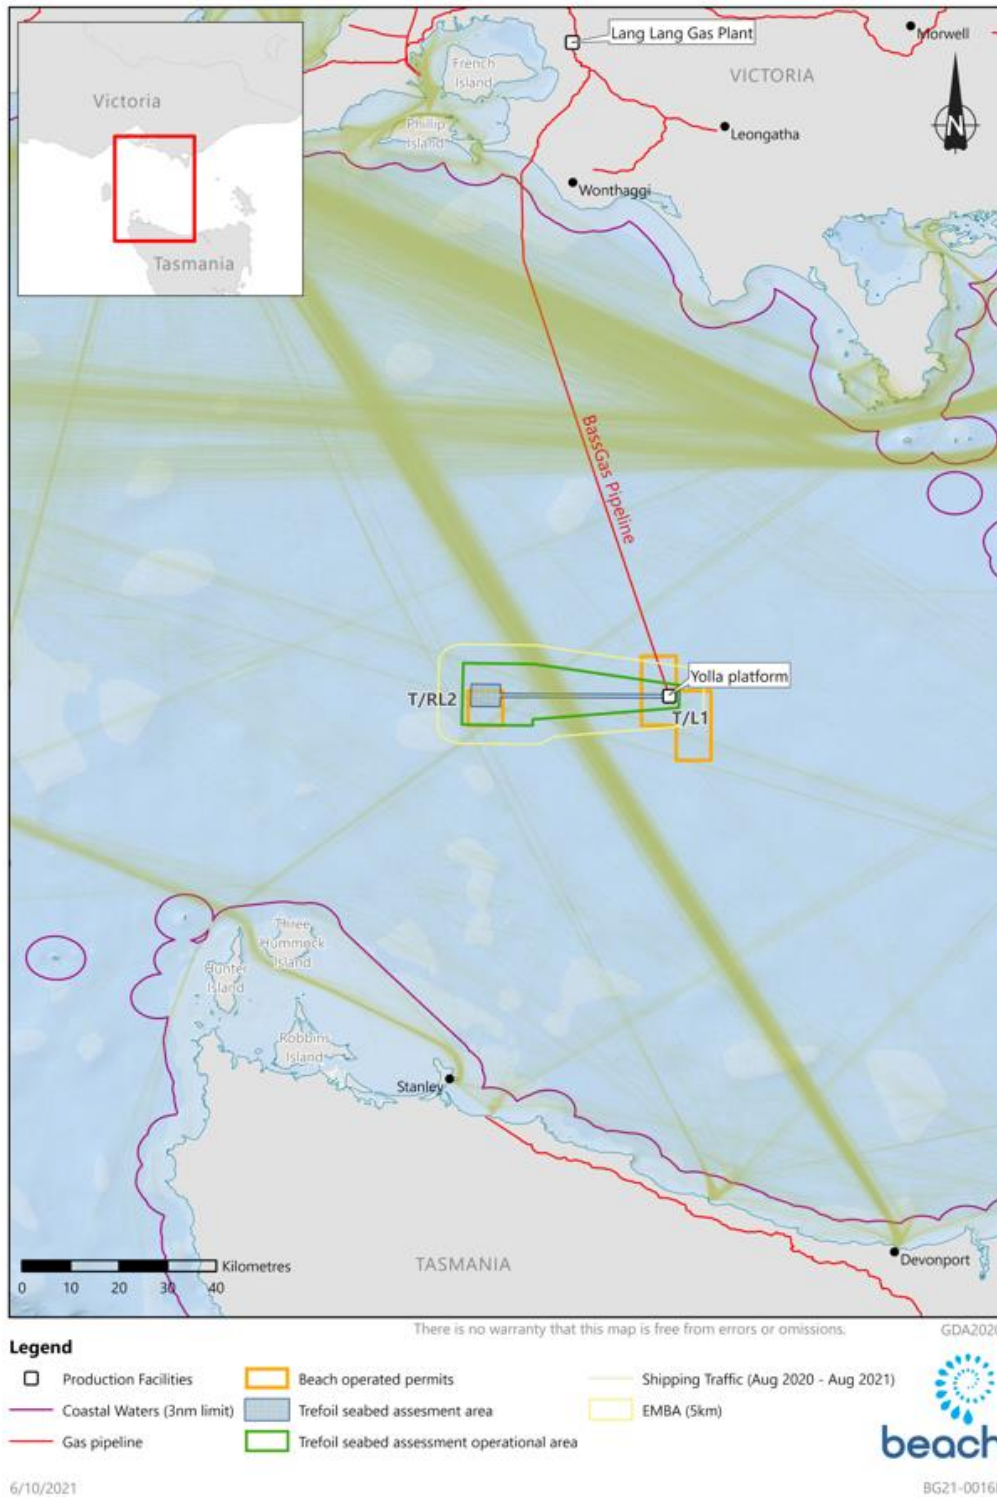 Lang Lang Gas Plant
Morwell
French
Island
Victoria
VICTORIA
N
Phillip
Island
Leongatha
Wonthaggi
Tasmania
BassGas Pipeline
Yolla platform
T/RL2
T/L1
Three
Hummock
Island
Hunter
Island
Robbins
Island
Stanley
TASMANIA
Devonport
Kilometres
0 10 20 30 40
There is no warranty that this map is free from errors or omissions.
GDA2020
Legend
Production Facilities
Coastal Waters (3nm limit)
Gas pipeline
Beach operated permits
Trefoil seabed assesment area
Trefoil seabed assessment operational area
Shipping Traffic (Aug 2020 - Aug 2021)
EMBA (5km)
beach
6/10/2021